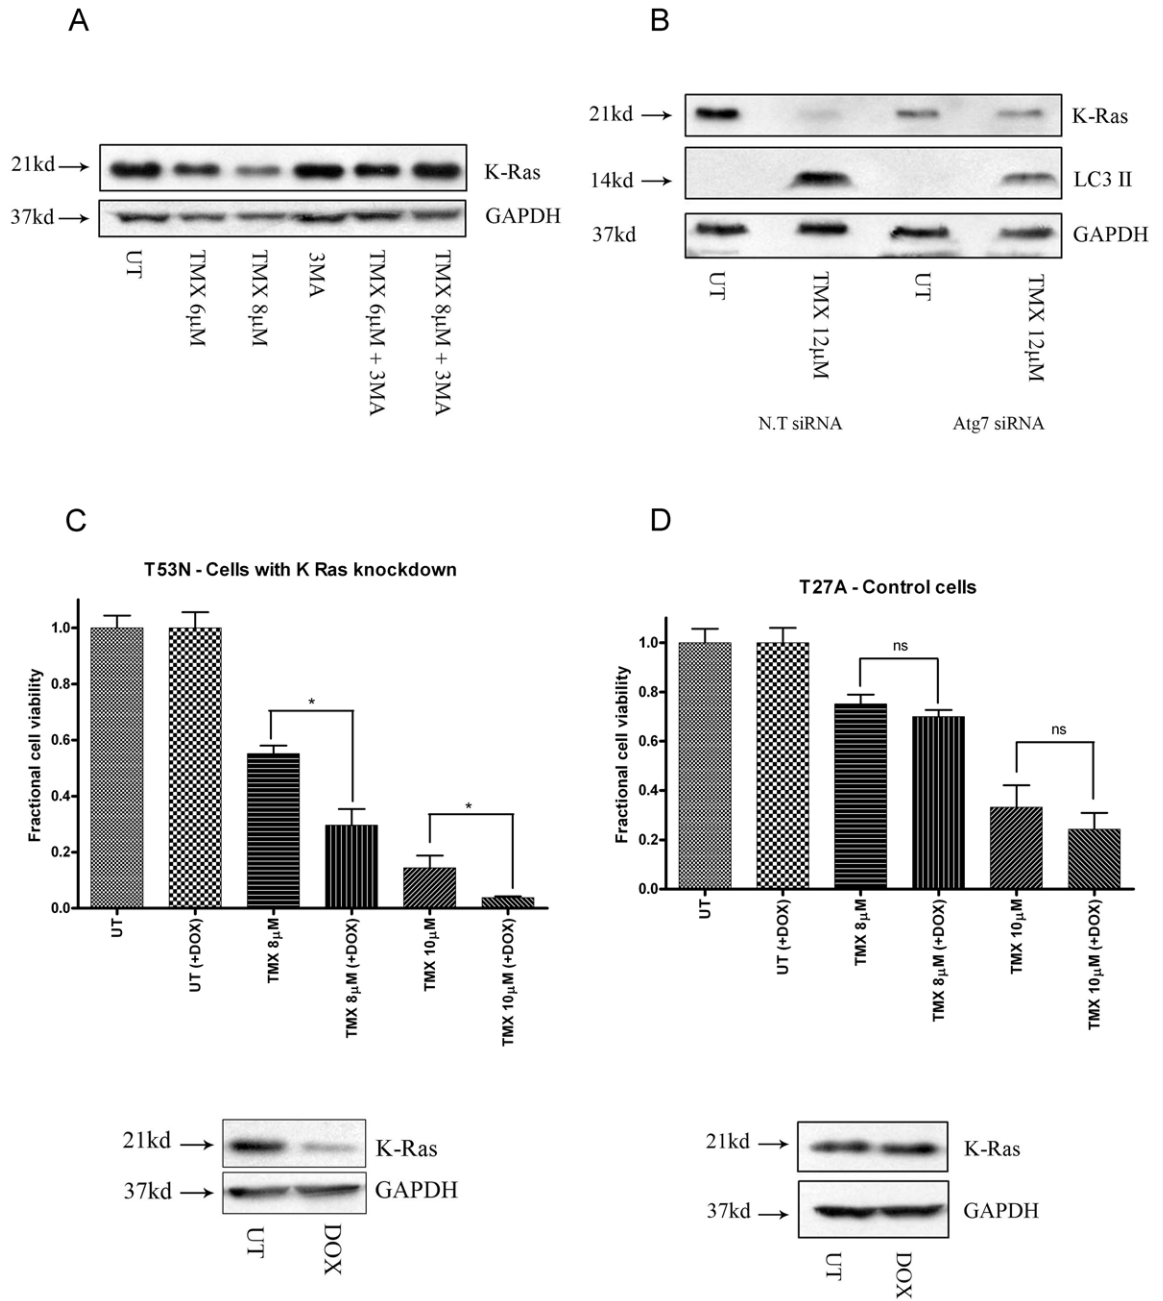 A
21kd
K-Ras
37kd
GAPDH
UT
TMX 6μM
TMX 8μM
3MA
TMX 6μM + 3MA
TMX 8μM + 3MA
B
21kd
K-Ras
14kd
LC3 II
37kd
GAPDH
UT
TMX 12μM
UT
TMX 12μM
N.T siRNA
Atg7 siRNA
C
T53N - Cells with K Ras knockdown
Fractional cell viability
1.0
0.8
0.6
0.4
0.2
0.0
*
*
UT
UT (+DOX)
TMX 8μM
TMX 8μM (+DOX)
TMX 10μM
TMX 10μM (+DOX)
21kd
K-Ras
37kd
GAPDH
UT
DOX
D
T27A - Control cells
Fractional cell viability
1.0
0.8
0.6
0.4
0.2
0.0
ns
ns
UT
UT (+DOX)
TMX 8μM
TMX 8μM (+DOX)
TMX 10μM
TMX 10μM (+DOX)
21kd
K-Ras
37kd
GAPDH
UT
DOX